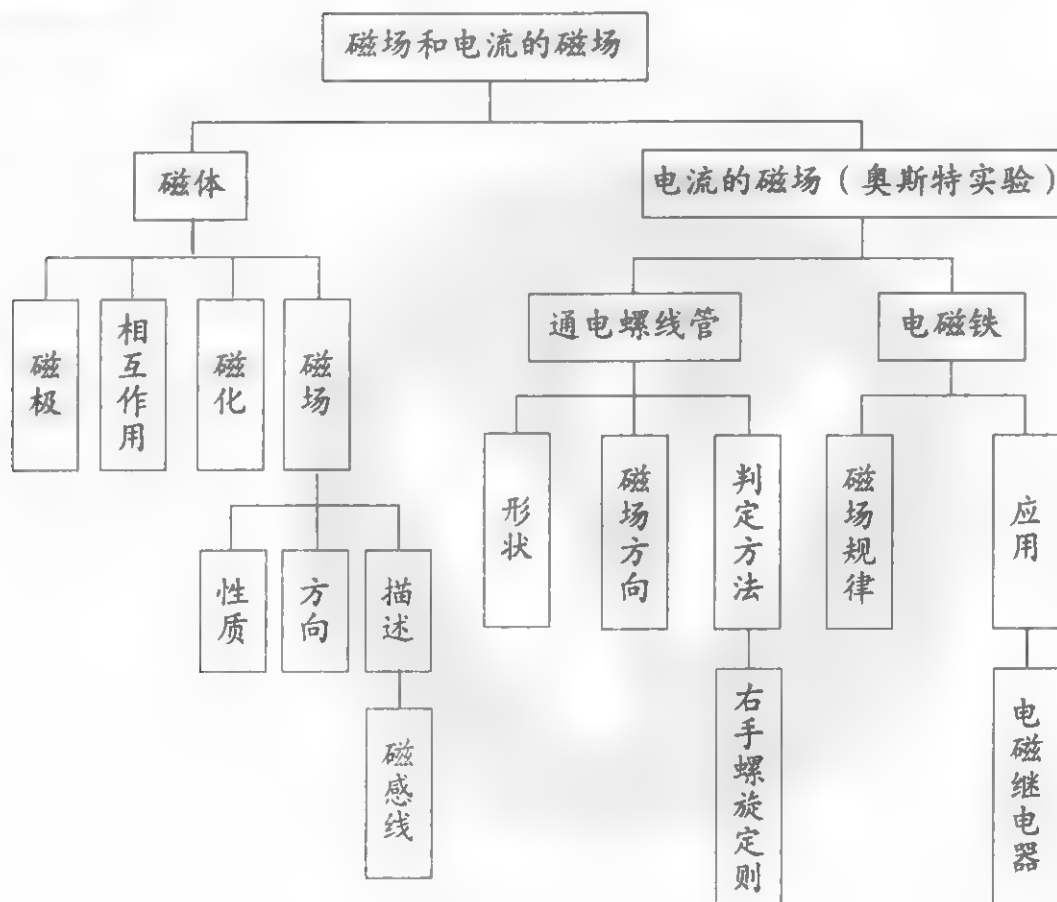 磁场和电流的磁场
磁体
电流的磁场（奥斯特实验）
磁极
相互作用
磁化
磁场
通电螺线管
电磁铁
性质
方向
描述
形状
磁场方向
判定方法
磁场规律
应用
磁感线
右手螺旋定则
电磁继电器